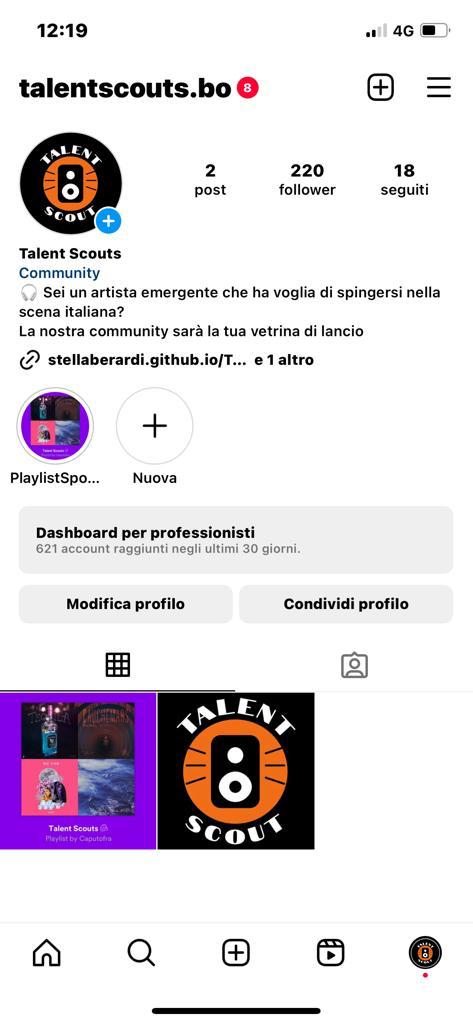 12:19
4G
talentscouts.bo 8
TALENT
SCOUT
2
post
220
follower
18
seguiti
Talent Scouts
Community
🎧 Sei un artista emergente che ha voglia di spingersi nella
scena italiana?
La nostra community sarà la tua vetrina di lancio
stellaberardi.github.io/T... e 1 altro
PlaylistSpo...
Nuova
Dashboard per professionisti
621 account raggiunti negli ultimi 30 giorni.
Modifica profilo
Condividi profilo
Talent Scouts
Playlist by Caputofra
TALENT
SCOUT